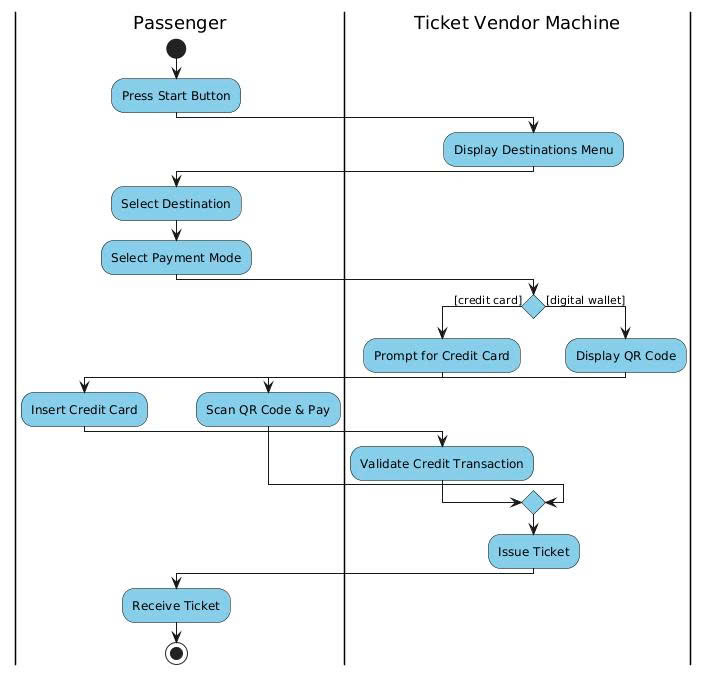 Passenger
Ticket Vendor Machine
Press Start Button
Display Destinations Menu
Select Destination
Select Payment Mode
[credit card]
[digital wallet]
Prompt for Credit Card
Display QR Code
Insert Credit Card
Scan QR Code & Pay
Validate Credit Transaction
Issue Ticket
Receive Ticket